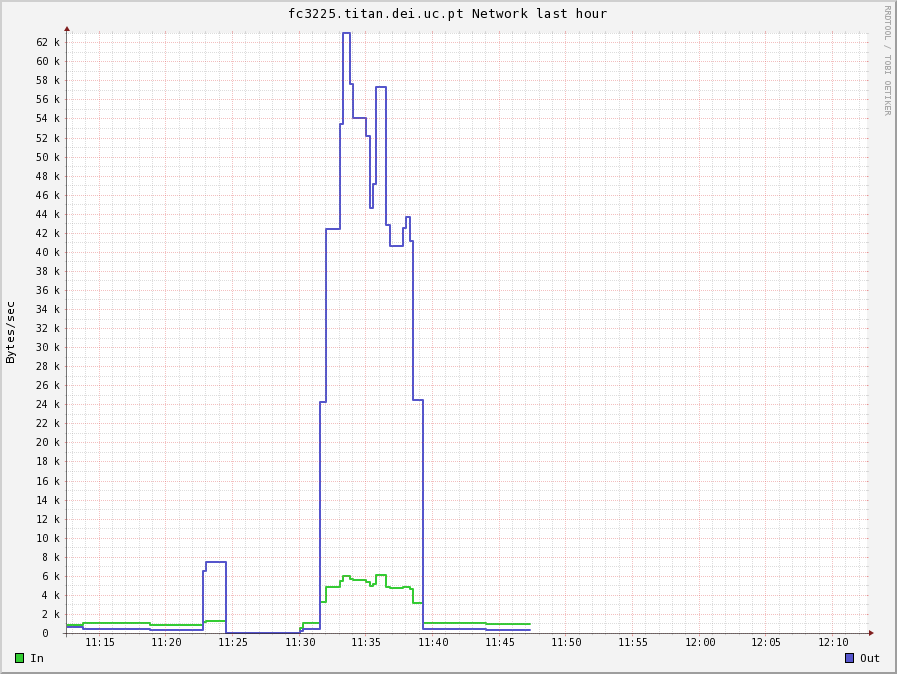 fc3225.titan.dei.uc.pt Network last hour
RRDTOOL / TOBI OETIKER
Bytes/sec
62 k
60 k
58 k
56 k
54 k
52 k
50 k
48 k
46 k
44 k
42 k
40 k
38 k
36 k
34 k
32 k
30 k
28 k
26 k
24 k
22 k
20 k
18 k
16 k
14 k
12 k
10 k
8 k
6 k
4 k
2 k
0
11:15 11:20 11:25 11:30 11:35 11:40 11:45 11:50 11:55 12:00 12:05 12:10
In Out